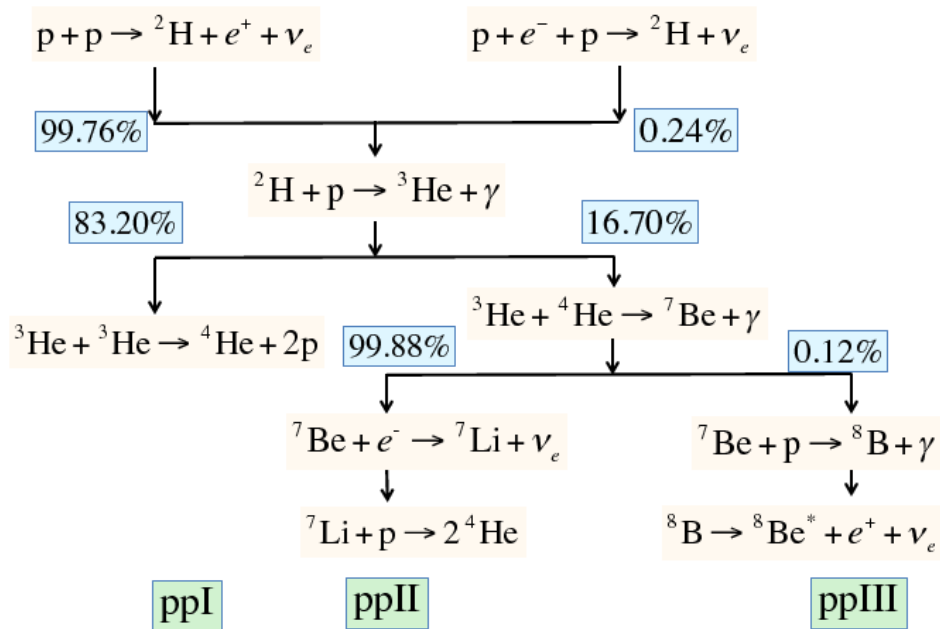 p + p → ²H + e⁺ + νₑ
p + e⁻ + p → ²H + νₑ
99.76%
0.24%
²H + p → ³He + γ
83.20%
16.70%
³He + ⁴He → ⁷Be + γ
³He + ³He → ⁴He + 2p
99.88%
0.12%
⁷Be + e⁻ → ⁷Li + νₑ
⁷Be + p → ⁸B + γ
⁷Li + p → 2 ⁴He
⁸B → ⁸Be* + e⁺ + νₑ
ppI
ppII
ppIII